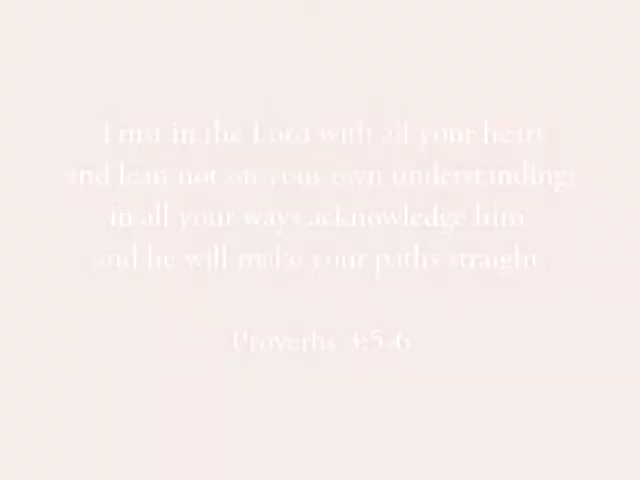 Trust in the Lord with all your heart
and lean not on your own understanding;
in all your ways acknowledge him
and he will make your paths straight.
Proverbs 3:5-6